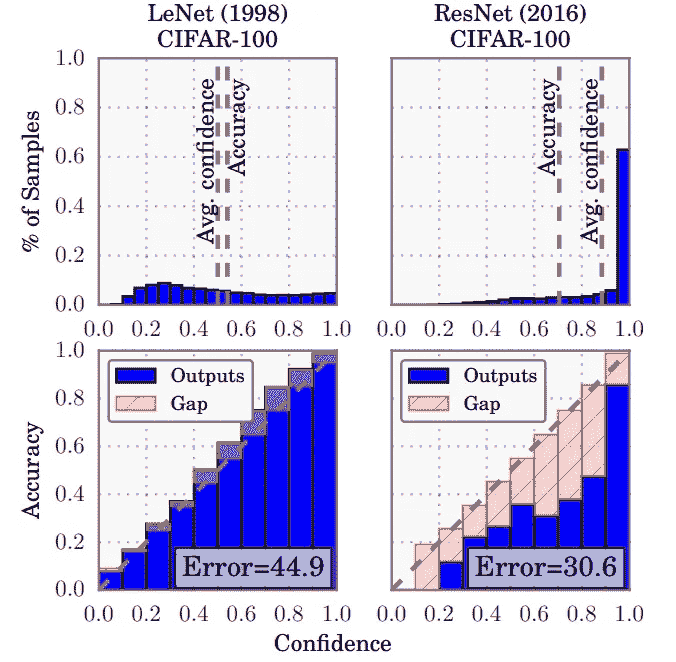 LeNet (1998)
CIFAR-100
ResNet (2016)
CIFAR-100
% of Samples
1.0
0.8
0.6
0.4
0.2
0.0
Avg. confidence
Accuracy
Accuracy
Avg. confidence
0.0 0.2 0.4 0.6 0.8 1.0
0.0 0.2 0.4 0.6 0.8 1.0
Accuracy
1.0
0.8
0.6
0.4
0.2
0.0
Outputs
Gap
Error=44.9
Outputs
Gap
Error=30.6
0.0 0.2 0.4 0.6 0.8 1.0
0.0 0.2 0.4 0.6 0.8 1.0
Confidence